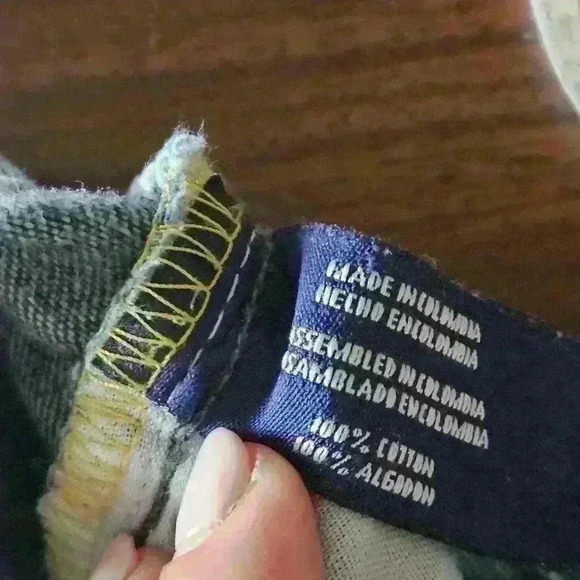 MADE IN COLOMBIA
HECHO EN COLOMBIA
ASSEMBLED IN COLOMBIA
ENSAMBLADO EN COLOMBIA
100% COTTON
100% ALGODON